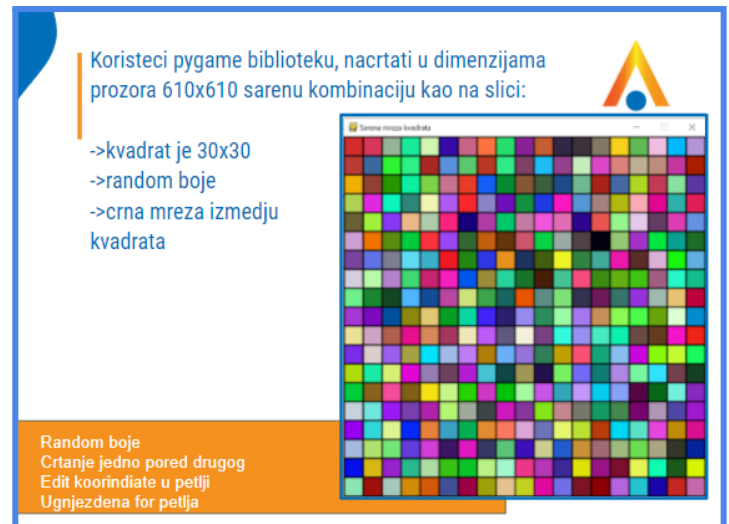 Koristeci pygame biblioteku, nacrtati u dimenzijama
prozora 610x610 sarenu kombinaciju kao na slici:
->kvadrat je 30x30
->random boje
->crna mreza izmedju
kvadrata
Sarena mreza kvadrata
Random boje
Crtanje jedno pored drugog
Edit koorindiate u petlji
Ugnjezdena for petlja